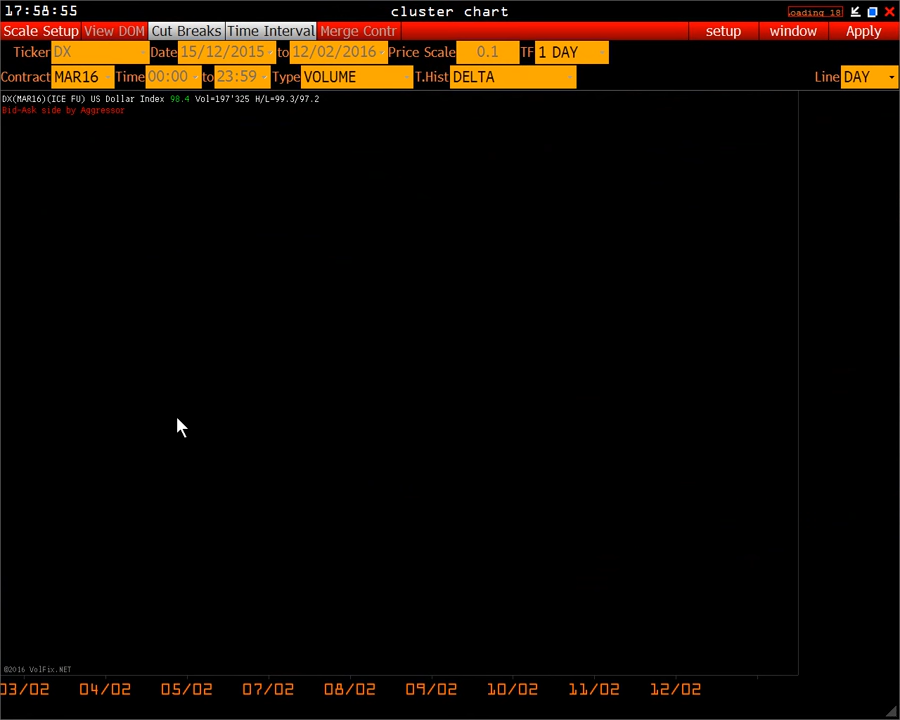 17:58:55 cluster chart oading 18
Scale Setup View DOM Cut Breaks Time Interval Merge Contr setup window Apply
Ticker DX Date 15/12/2015 to 12/02/2016 Price Scale 0.1 TF 1 DAY
Contract MAR16 Time 00:00 to 23:59 Type VOLUME T.Hist DELTA Line DAY
DX(MAR16)(ICE FU) US Dollar Index 98.4 Vol=197'325 H/L=99.3/97.2
Bid-Ask side by Aggressor
©2016 VolFix.NET
03/02 04/02 05/02 07/02 08/02 09/02 10/02 11/02 12/02